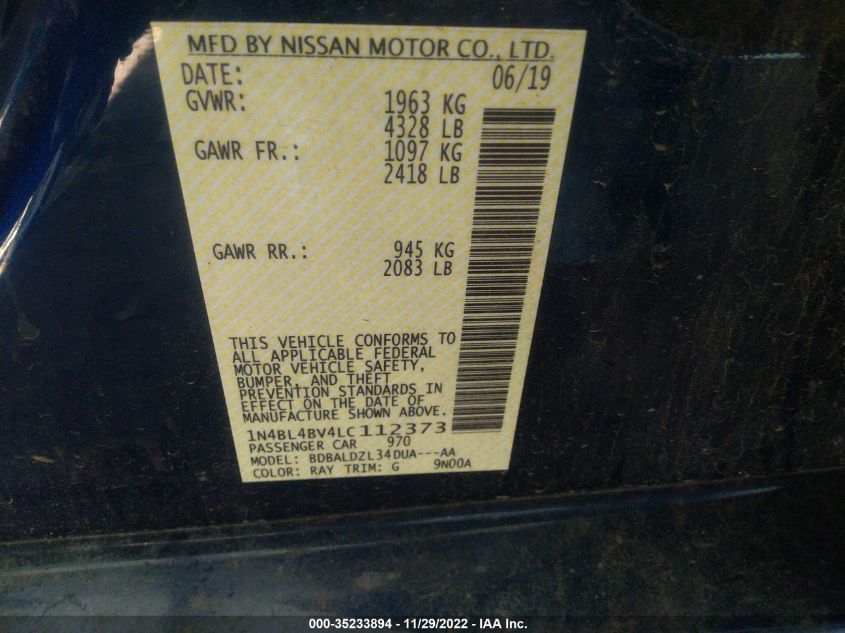 MFD BY NISSAN MOTOR CO., LTD.
DATE: 06/19
GVWR: 1963 KG
4328 LB
GAWR FR.: 1097 KG
2418 LB
GAWR RR.: 945 KG
2083 LB
THIS VEHICLE CONFORMS TO
ALL APPLICABLE FEDERAL
MOTOR VEHICLE SAFETY,
BUMPER, AND THEFT
PREVENTION STANDARDS IN
EFFECT ON THE DATE OF
MANUFACTURE SHOWN ABOVE.
1N4BL4BV4LC112373
PASSENGER CAR 970
MODEL: BDBALDZL34DUA---AA
COLOR: RAY TRIM: G 9N00A
000-35233894 - 11/29/2022 - IAA Inc.